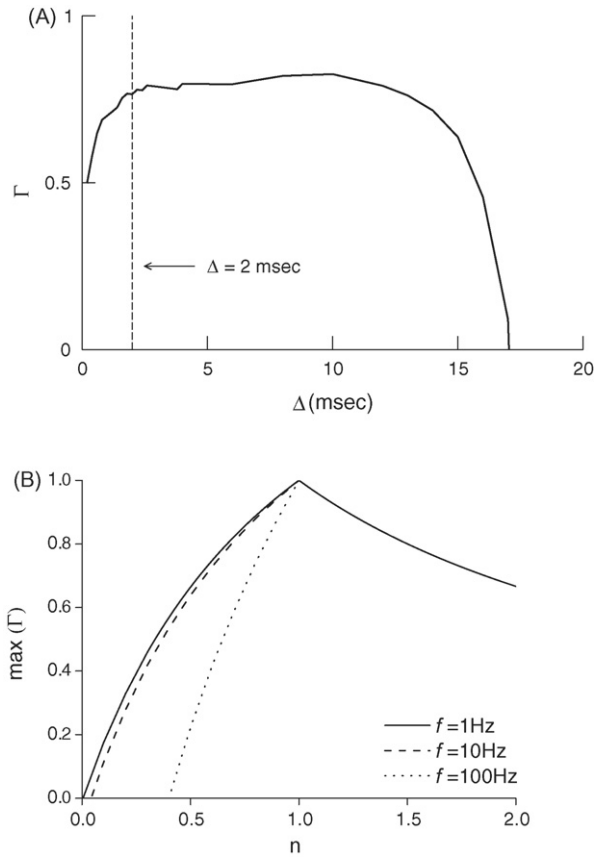 (A)
1
0.5
0
Γ
Δ = 2 msec
0 5 10 15 20
Δ (msec)
(B)
1.0
0.8
0.6
0.4
0.2
0.0
max (Γ)
f =1Hz
f =10Hz
f =100Hz
0.0 0.5 1.0 1.5 2.0
n